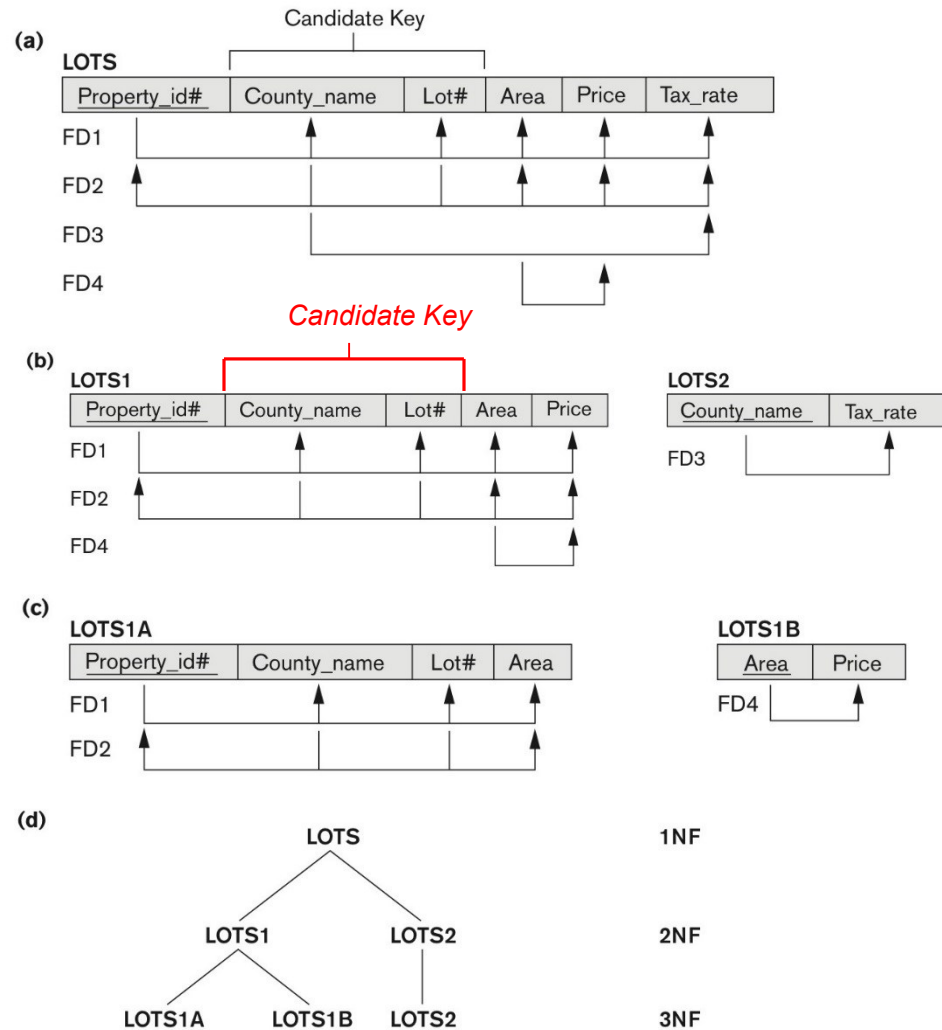 Candidate Key
(a)
LOTS
Property_id# County_name Lot# Area Price Tax_rate
FD1
FD2
FD3
FD4
Candidate Key
(b)
LOTS1 LOTS2
Property_id# County_name Lot# Area Price County_name Tax_rate
FD1 FD3
FD2
FD4
(c)
LOTS1A LOTS1B
Property_id# County_name Lot# Area Area Price
FD1 FD4
FD2
(d)
LOTS 1NF
LOTS1 LOTS2 2NF
LOTS1A LOTS1B LOTS2 3NF